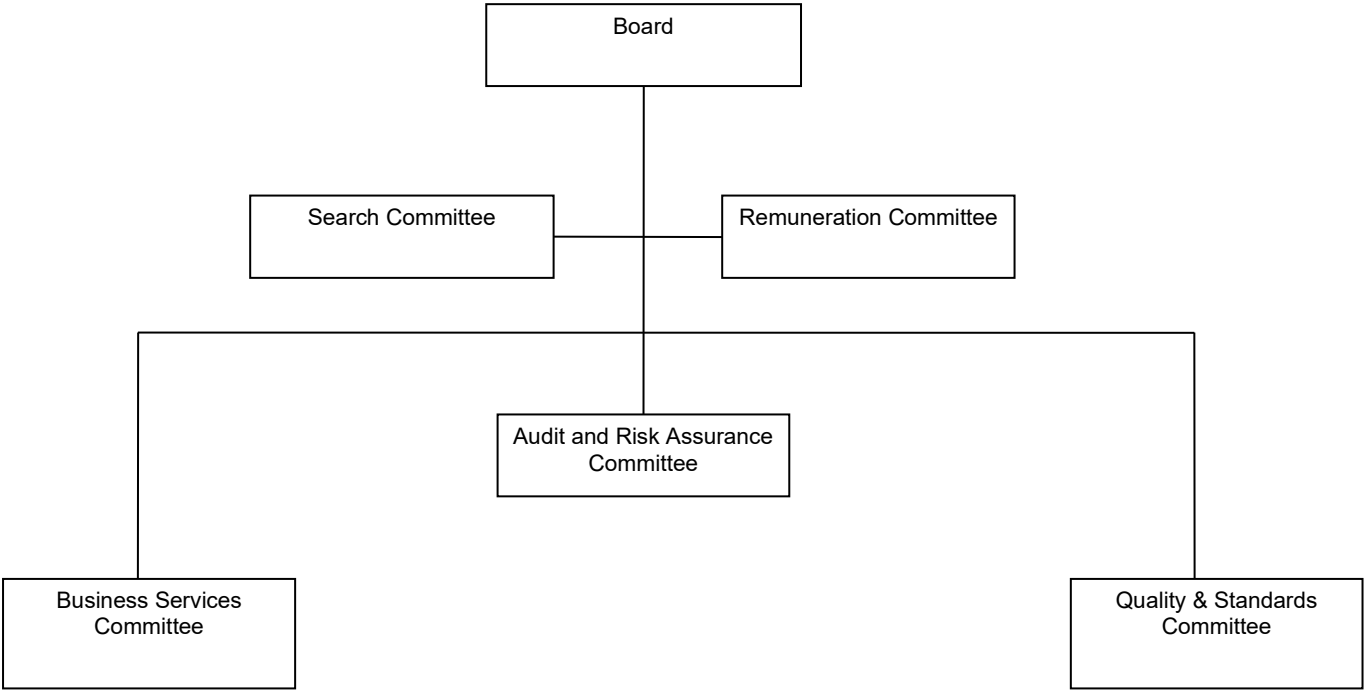 Board
Search Committee
Remuneration Committee
Audit and Risk Assurance
Committee
Business Services
Committee
Quality & Standards
Committee